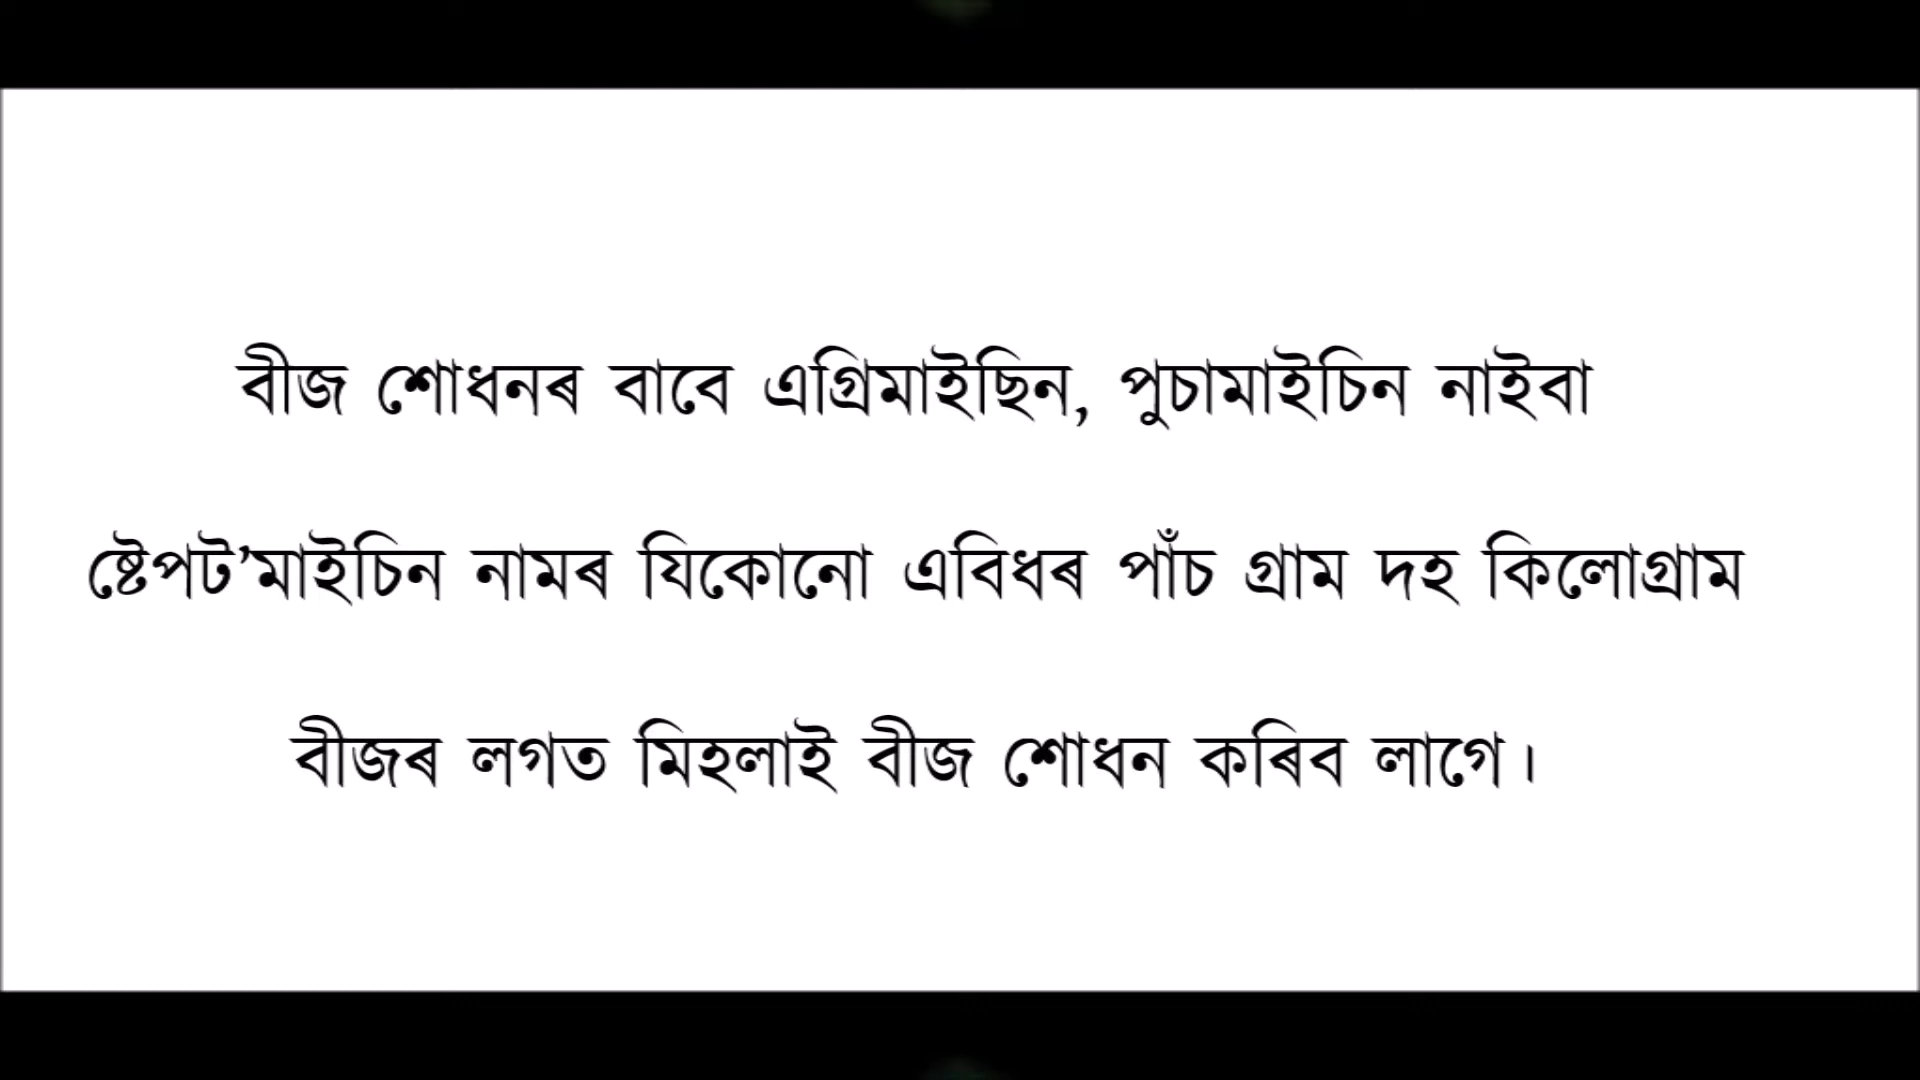 বীজ শোধনৰ বাবে এগ্ৰিমাইছিন, পুচামাইচিন নাইবা
ষ্টেপট’মাইচিন নামৰ যিকোনো এবিধৰ পাঁচ গ্ৰাম দহ কিলোগ্ৰাম
বীজৰ লগত মিহলাই বীজ শোধন কৰিব লাগে।